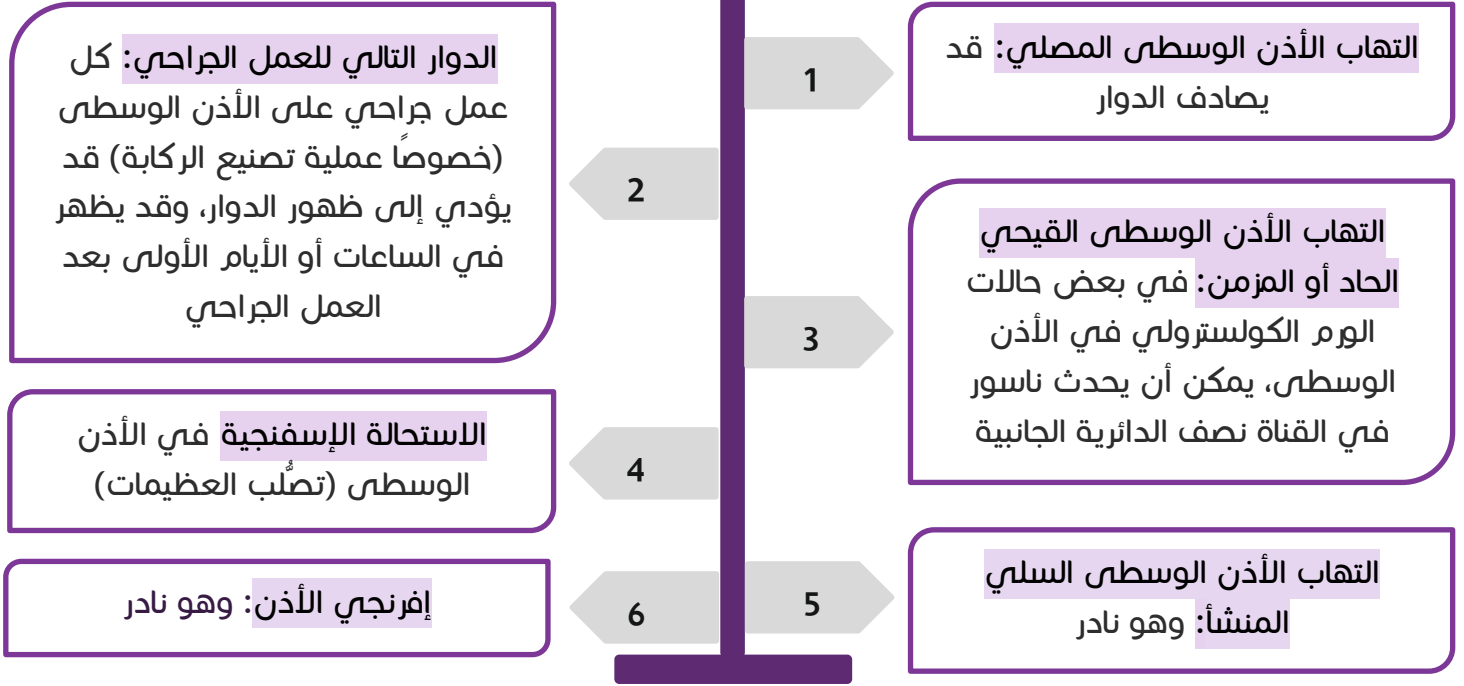 1
التهاب الأذن الوسطى المصلي: قد
يصادف الدوار
2
الدوار التالي للعمل الجراحي: كل
عمل جراحي على الأذن الوسطى
(خصوصًا عملية تصنيع الركابة) قد
يؤدي إلى ظهور الدوار، وقد يظهر
في الساعات أو الأيام الأولى بعد
العمل الجراحي
3
التهاب الأذن الوسطى القيحي
الحاد أو المزمن: في بعض حالات
الورم الكولسترولي في الأذن
الوسطى، يمكن أن يحدث ناسور
في القناة نصف الدائرية الجانبية
4
الاستحالة الإسفنجية في الأذن
الوسطى (تصلُّب العظيمات)
5
التهاب الأذن الوسطى السلي
المنشأ: وهو نادر
6
إفرنجي الأذن: وهو نادر